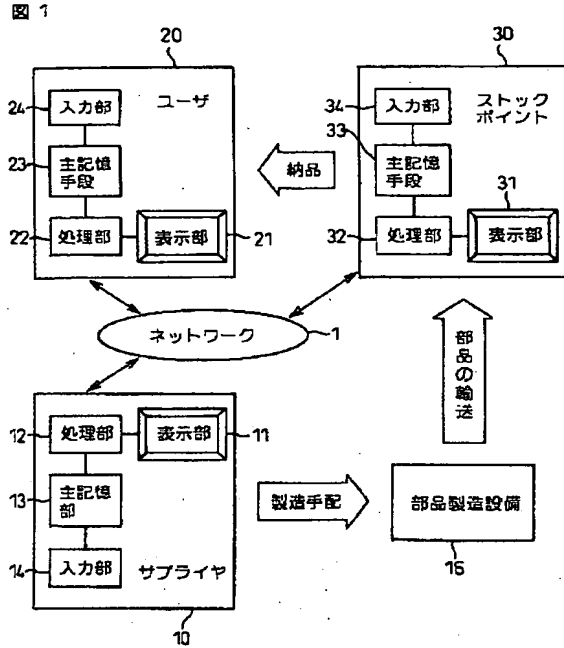 図 1
20
30
24
入力部
ユーザ
23
主記憶
手段
22
処理部
表示部
21
納品
34
入力部
ストック
ポイント
33
主記憶
手段
31
32
処理部
表示部
ネットワーク
1
部品の輸送
12
処理部
表示部
11
13
主記憶
部
14
入力部
サプライヤ
10
製造手配
部品製造設備
15